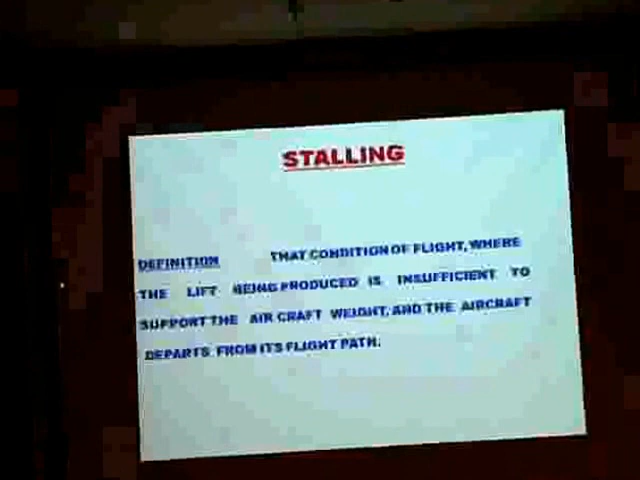 STALLING
DEFINITION THAT CONDITION OF FLIGHT, WHERE
THE LIFT BEING PRODUCED IS INSUFFICIENT TO
SUPPORT THE AIR CRAFT WEIGHT, AND THE AIRCRAFT
DEPARTS FROM ITS FLIGHT PATH.